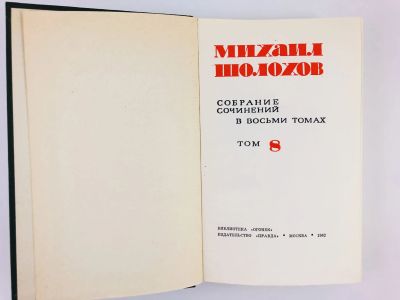 МИХАИЛ
ШОЛОХОВ
СОБРАНИЕ
СОЧИНЕНИЙ
В ВОСЬМИ ТОМАХ
ТОМ 8
БИБЛИОТЕКА «ОГОНЕК»
ИЗДАТЕЛЬСТВО «ПРАВДА» • МОСКВА • 1962